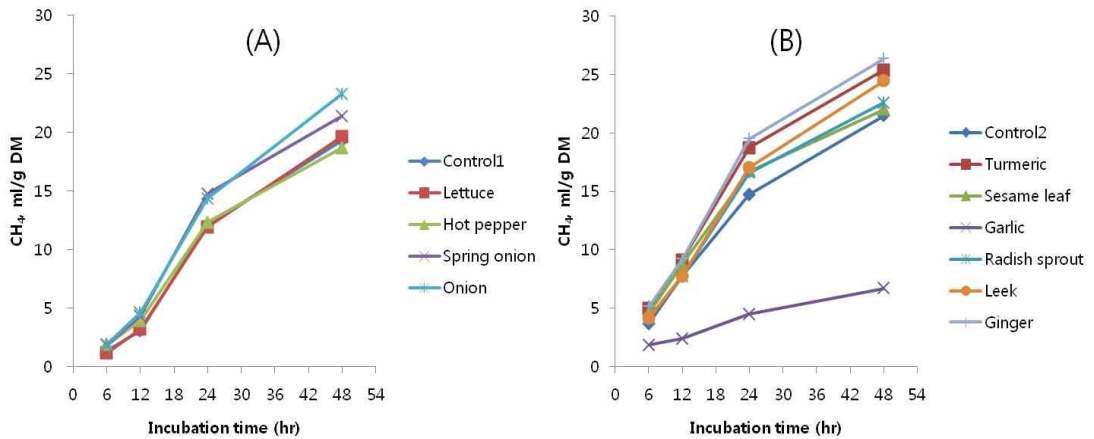 (A)
30
25
20
15
10
5
0
CH₄, ml/g DM
0 6 12 18 24 30 36 42 48 54
Incubation time (hr)
Control1
Lettuce
Hot pepper
Spring onion
Onion
(B)
30
25
20
15
10
5
0
CH₄, ml/g DM
0 6 12 18 24 30 36 42 48 54
Incubation time (hr)
Control2
Turmeric
Sesame leaf
Garlic
Radish sprout
Leek
Ginger